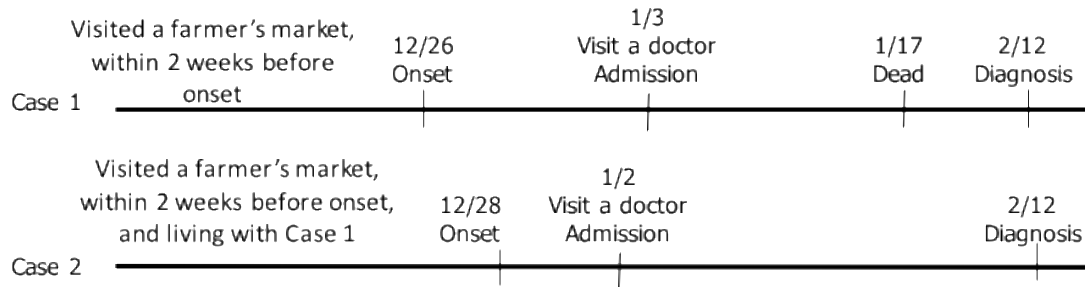 Visited a farmer's market,
within 2 weeks before
onset
12/26
Onset
1/3
Visit a doctor
Admission
1/17
Dead
2/12
Diagnosis
Case 1
Visited a farmer's market,
within 2 weeks before onset,
and living with Case 1
12/28
Onset
1/2
Visit a doctor
Admission
2/12
Diagnosis
Case 2